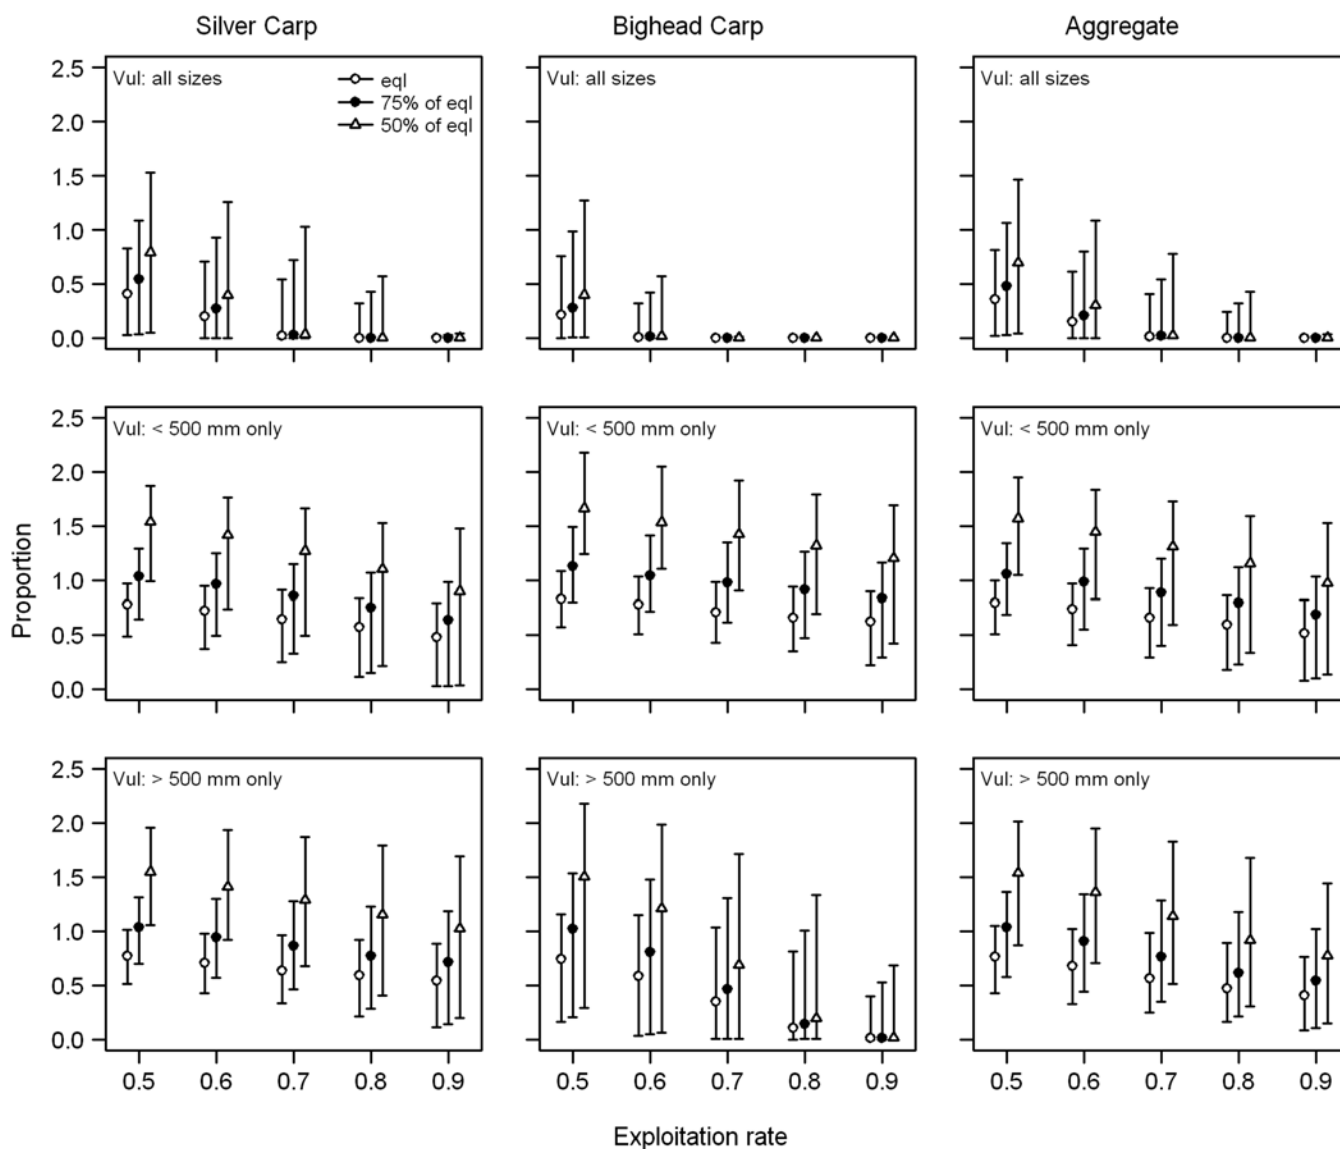 Silver Carp Bighead Carp Aggregate
2.5 Vul: all sizes eql Vul: all sizes Vul: all sizes
75% of eql
2.0 50% of eql
1.5
1.0
0.5
0.0
2.5 Vul: < 500 mm only Vul: < 500 mm only Vul: < 500 mm only
2.0
1.5
1.0
0.5
0.0
Proportion
2.5 Vul: > 500 mm only Vul: > 500 mm only Vul: > 500 mm only
2.0
1.5
1.0
0.5
0.0
0.5 0.6 0.7 0.8 0.9 0.5 0.6 0.7 0.8 0.9 0.5 0.6 0.7 0.8 0.9
Exploitation rate